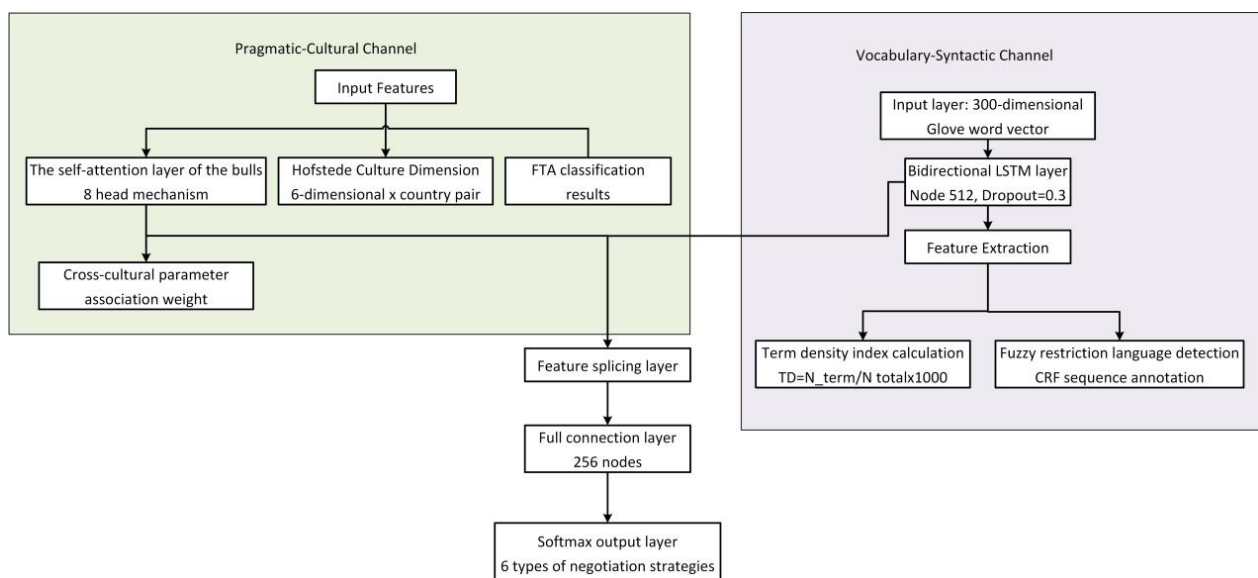 Pragmatic-Cultural Channel
Input Features
The self-attention layer of the bulls
8 head mechanism
Hofstede Culture Dimension
6-dimensional x country pair
FTA classification
results
Cross-cultural parameter
association weight
Vocabulary-Syntactic Channel
Input layer: 300-dimensional
Glove word vector
Bidirectional LSTM layer
Node 512, Dropout=0.3
Feature Extraction
Term density index calculation
TD=N_term/N totalx1000
Fuzzy restriction language detection
CRF sequence annotation
Feature splicing layer
Full connection layer
256 nodes
Softmax output layer
6 types of negotiation strategies